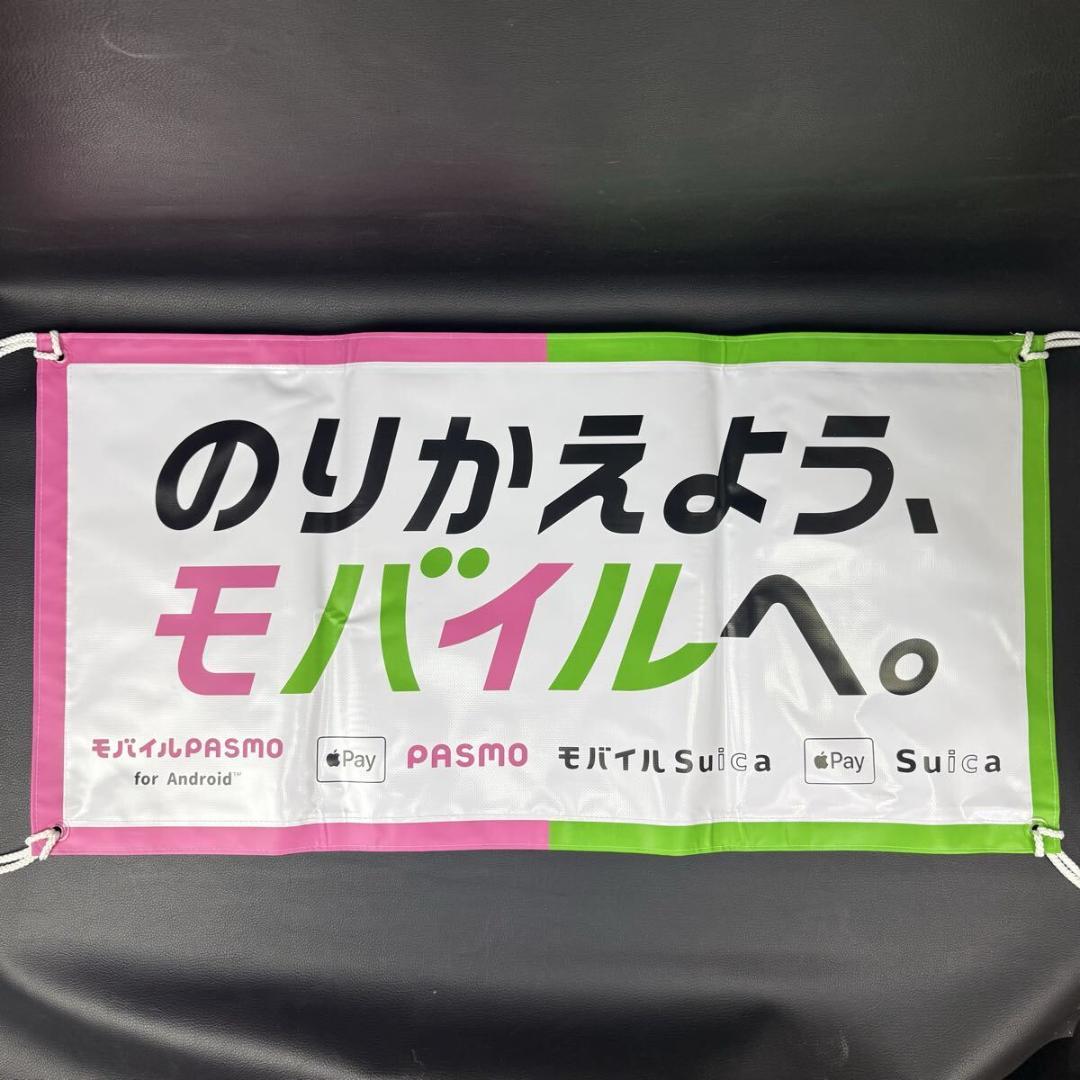 のりかえよう、
モバイルへ。
モバイルPASMO
for Android™
Pay
PASMO
モバイルSuica
Pay
Suica